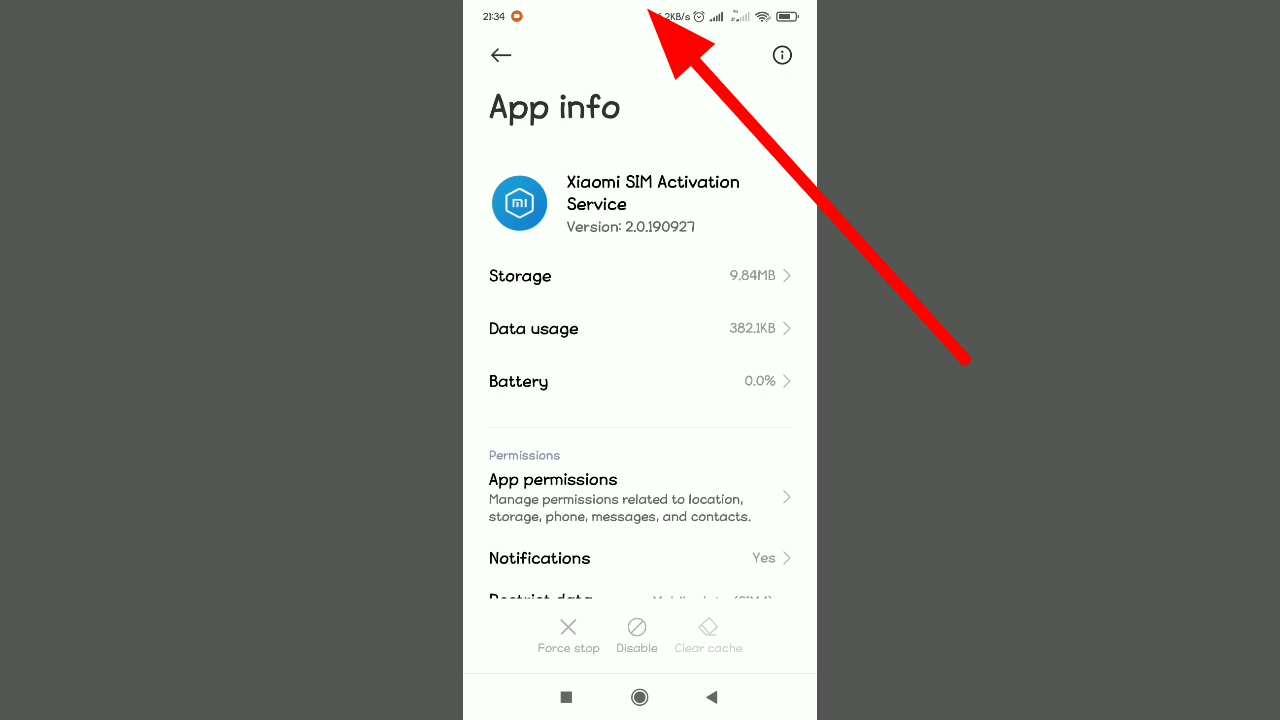 21:34
App info
Xiaomi SIM Activation
Service
Version: 2.0.190927
Storage 9.84MB
Data usage 382.1KB
Battery 0.0%
Permissions
App permissions
Manage permissions related to location,
storage, phone, messages, and contacts.
Notifications Yes
Restrict data
Force stop Disable Clear cache